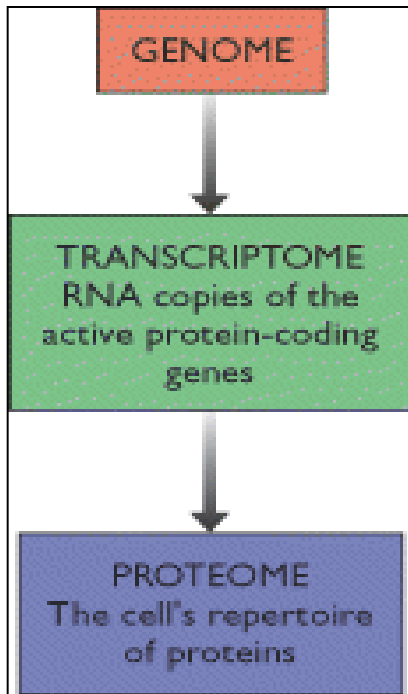 GENOME
TRANSCRIPTOME
RNA copies of the
active protein-coding
genes
PROTEOME
The cell's repertoire
of proteins